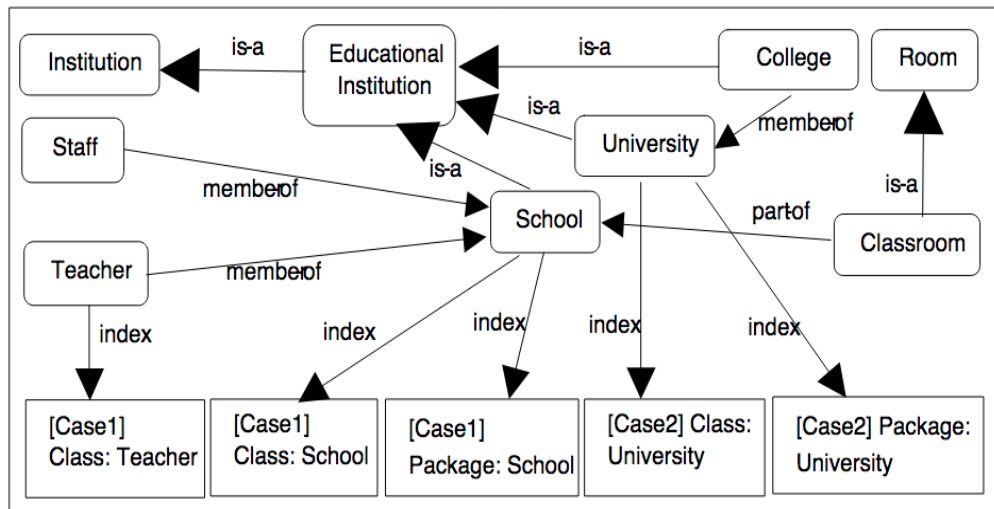 is-a
Institution
Educational
Institution
is-a
College
Room
is-a
Staff
University
member-of
is-a
member-of
School
part-of
is-a
Classroom
Teacher
member-of
index
index
index
index
index
[Case1]
Class: Teacher
[Case1]
Class: School
[Case1]
Package: School
[Case2] Class:
University
[Case2] Package:
University